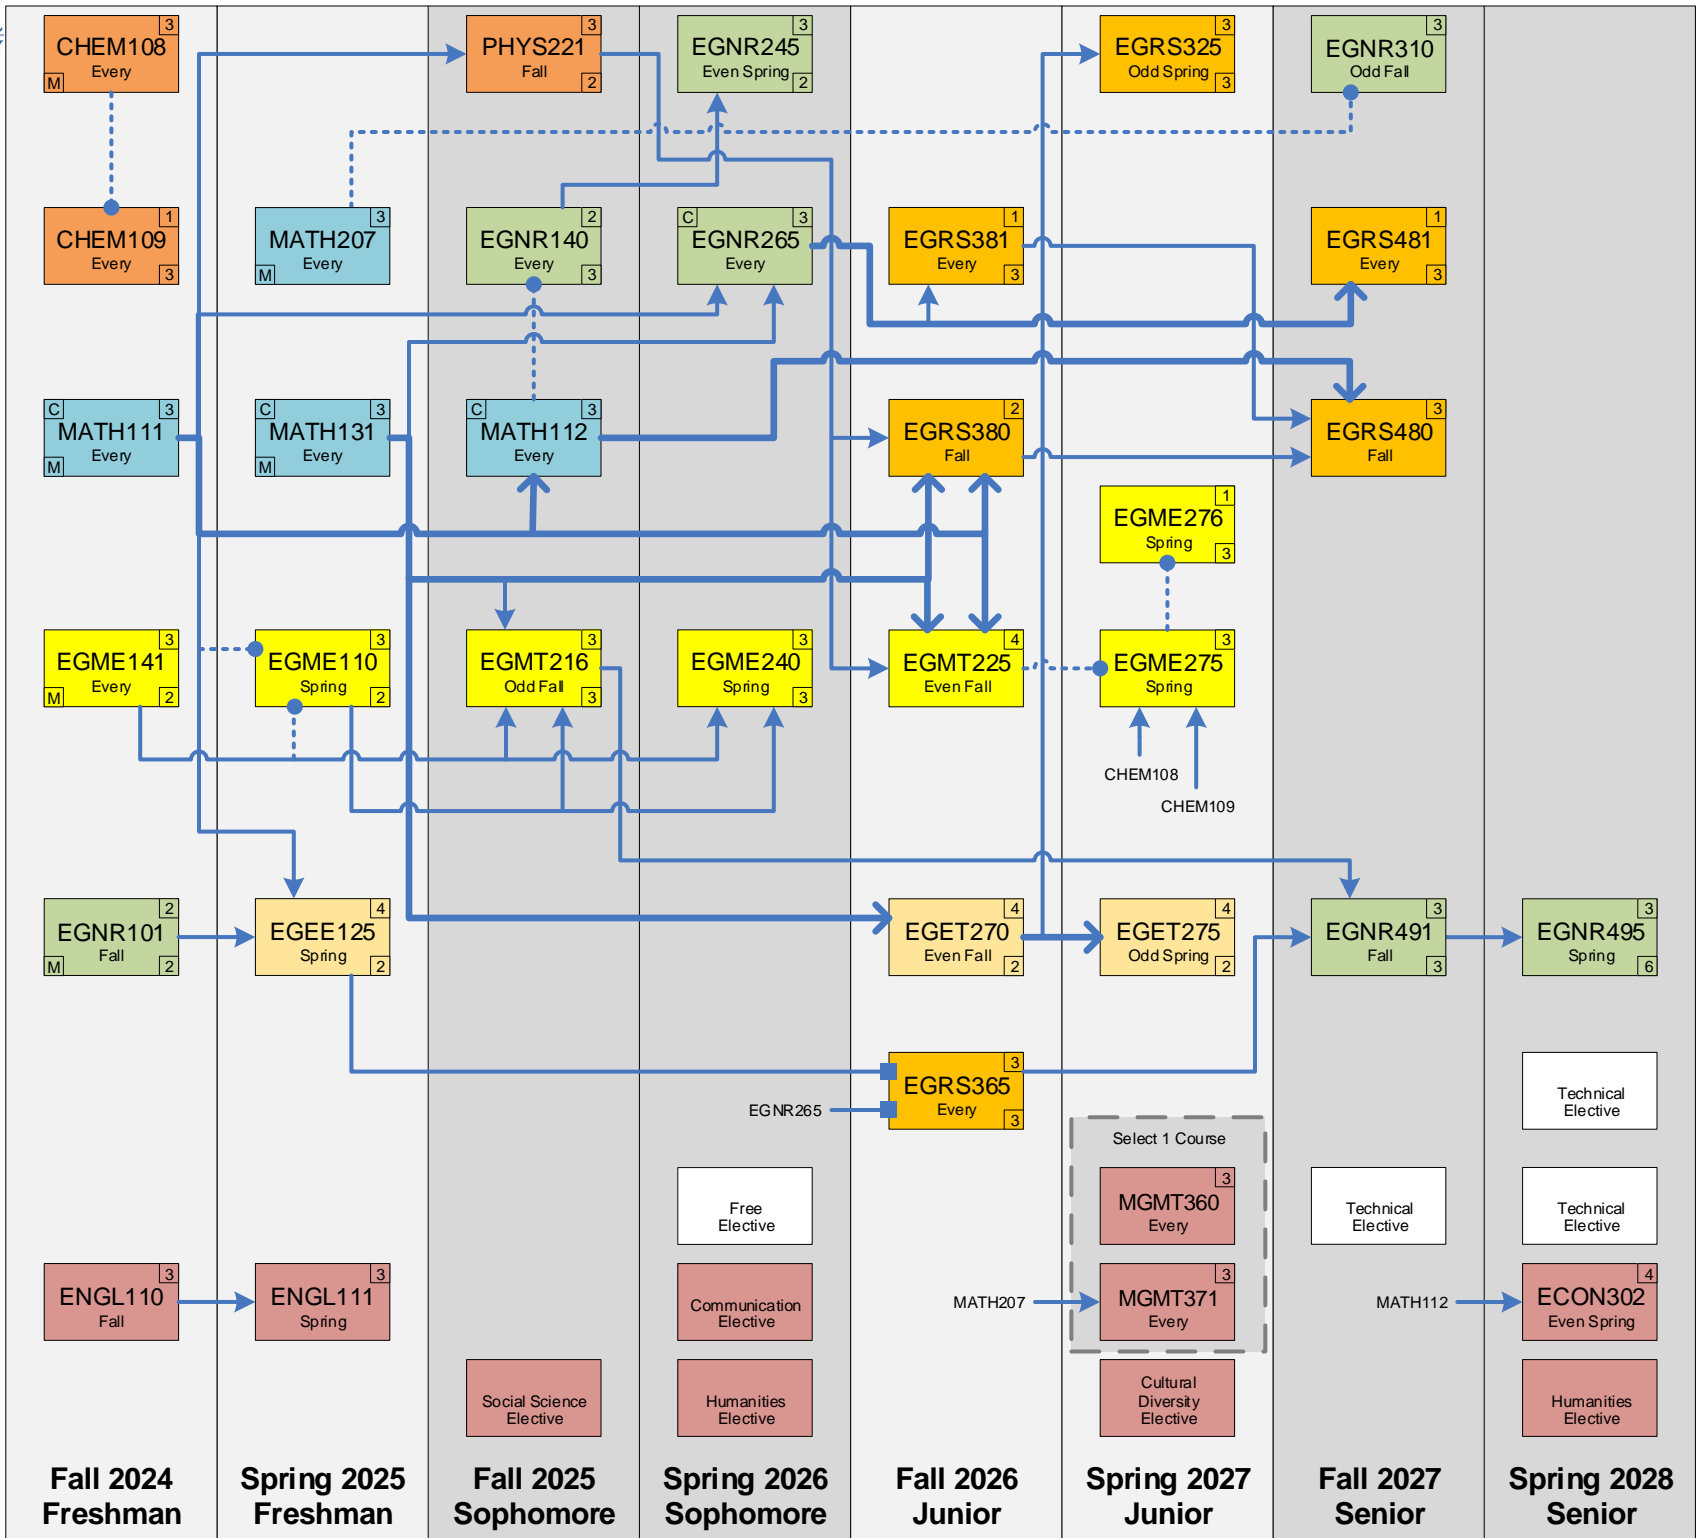 3
CHEM108
Every
M
3
PHYS221
Fall
2
3
EGNR245
Even Spring
2
3
EGRS325
Odd Spring
3
3
EGNR310
Odd Fall
1
CHEM109
Every
3
3
MATH207
Every
M
2
EGNR140
Every
3
C
3
EGNR265
Every
1
EGRS381
Every
3
1
EGRS481
Every
3
C
3
MATH111
Every
M
C
3
MATH131
Every
M
C
3
MATH112
Every
2
EGRS380
Fall
3
EGRS480
Fall
1
EGME276
Spring
3
3
EGME141
Every
M
2
3
EGME110
Spring
2
3
EGMT216
Odd Fall
3
3
EGME240
Spring
3
4
EGMT225
Even Fall
3
EGME275
Spring
CHEM108
CHEM109
2
EGNR101
Fall
M
2
4
EGEE125
Spring
2
4
EGET270
Even Fall
2
4
EGET275
Odd Spring
2
3
EGNR491
Fall
3
3
EGNR495
Spring
6
EGNR265
3
EGRS365
Every
3
Technical
Elective
Select 1 Course
Free
Elective
3
MGMT360
Every
Technical
Elective
Technical
Elective
3
ENGL110
Fall
3
ENGL111
Spring
Communication
Elective
MATH207
3
MGMT371
Every
MATH112
4
ECON302
Even Spring
Social Science
Elective
Humanities
Elective
Cultural
Diversity
Elective
Humanities
Elective
Fall 2024
Freshman
Spring 2025
Freshman
Fall 2025
Sophomore
Spring 2026
Sophomore
Fall 2026
Junior
Spring 2027
Junior
Fall 2027
Senior
Spring 2028
Senior